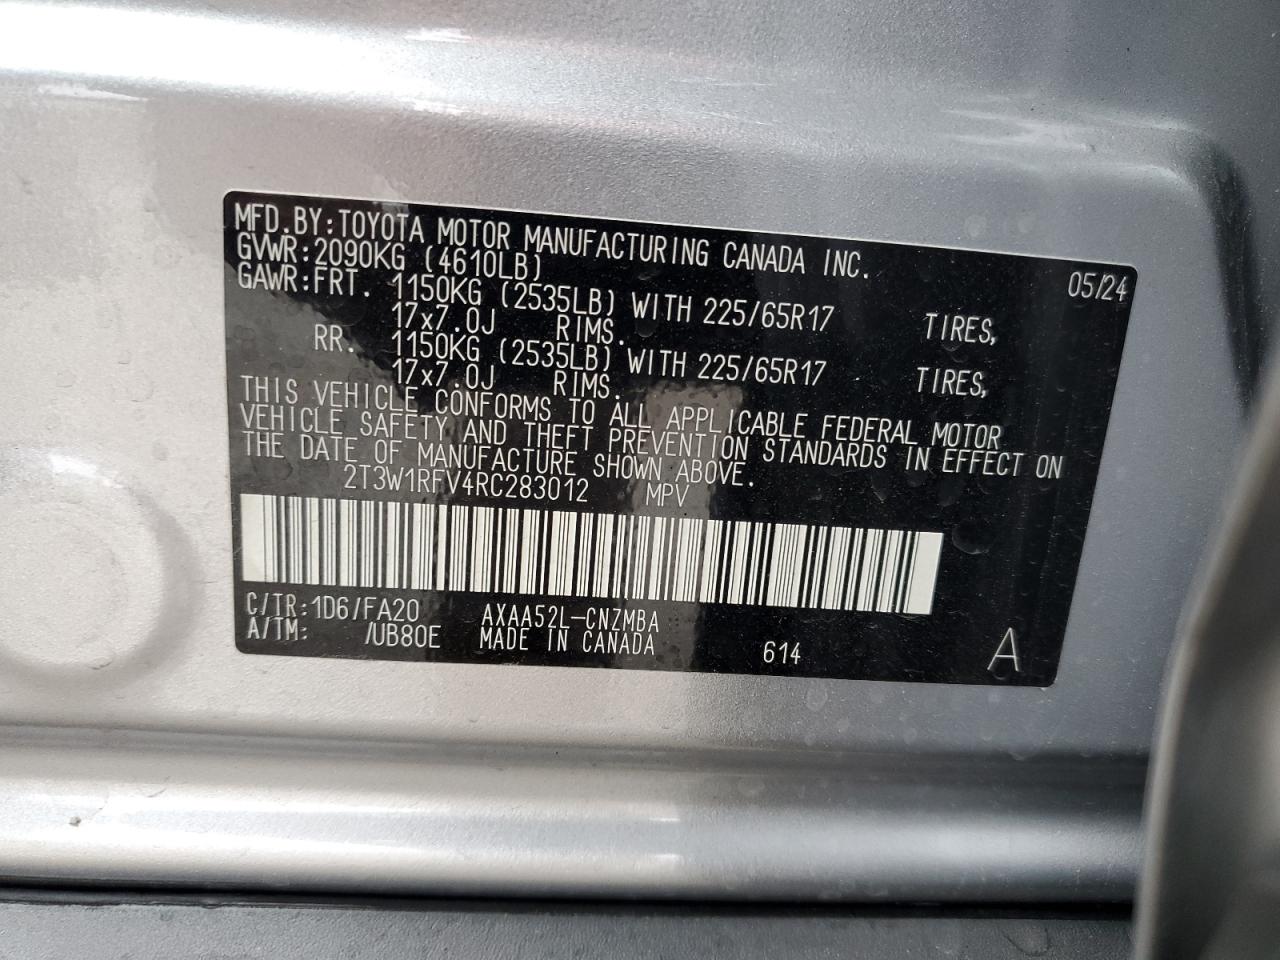 MFD.BY:TOYOTA MOTOR MANUFACTURING CANADA INC. 05/24
GVWR:2090KG (4610LB)
GAWR:FRT. 1150KG (2535LB) WITH 225/65R17 TIRES,
17x7.0J RIMS.
RR. 1150KG (2535LB) WITH 225/65R17 TIRES,
17x7.0J RIMS.
THIS VEHICLE CONFORMS TO ALL APPLICABLE FEDERAL MOTOR
VEHICLE SAFETY AND THEFT PREVENTION STANDARDS IN EFFECT ON
THE DATE OF MANUFACTURE SHOWN ABOVE.
2T3W1RFV4RC283012 MPV
C/TR:1D6/FA20 AXAA52L-CNZMBA
A/TM: /UB80E MADE IN CANADA 614 A